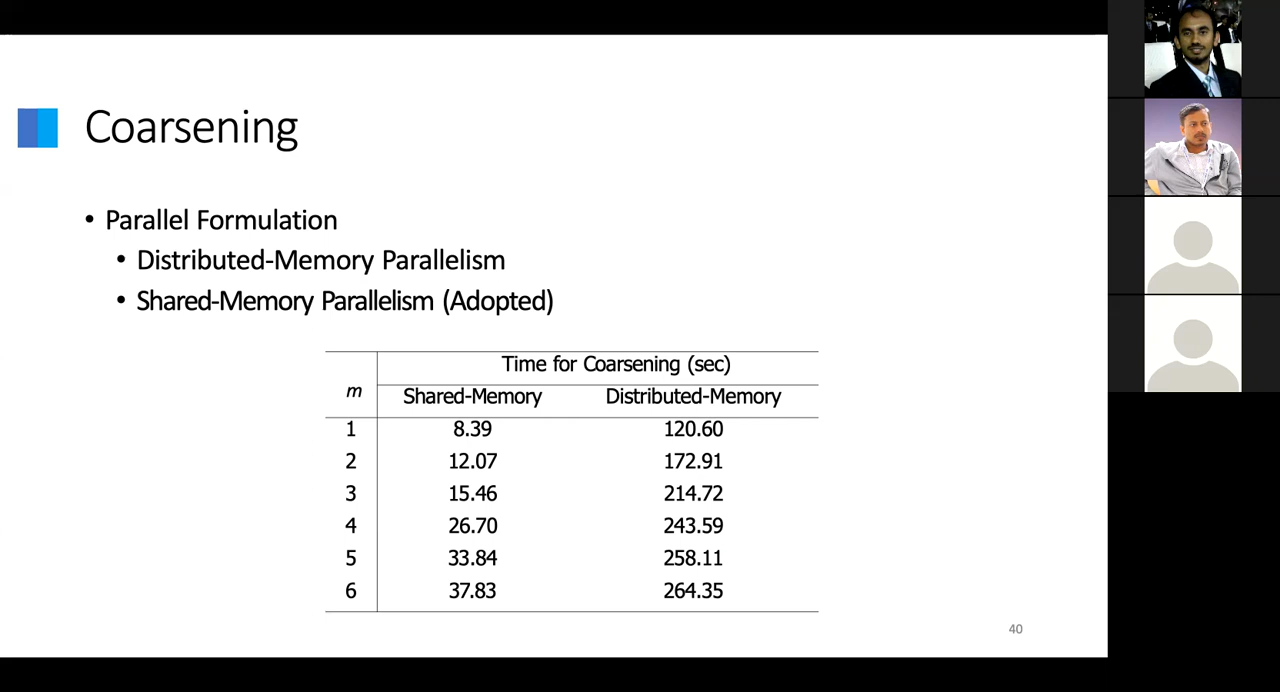 Coarsening
• Parallel Formulation
• Distributed-Memory Parallelism
• Shared-Memory Parallelism (Adopted)
Time for Coarsening (sec)
m Shared-Memory Distributed-Memory
1 8.39 120.60
2 12.07 172.91
3 15.46 214.72
4 26.70 243.59
5 33.84 258.11
6 37.83 264.35
40